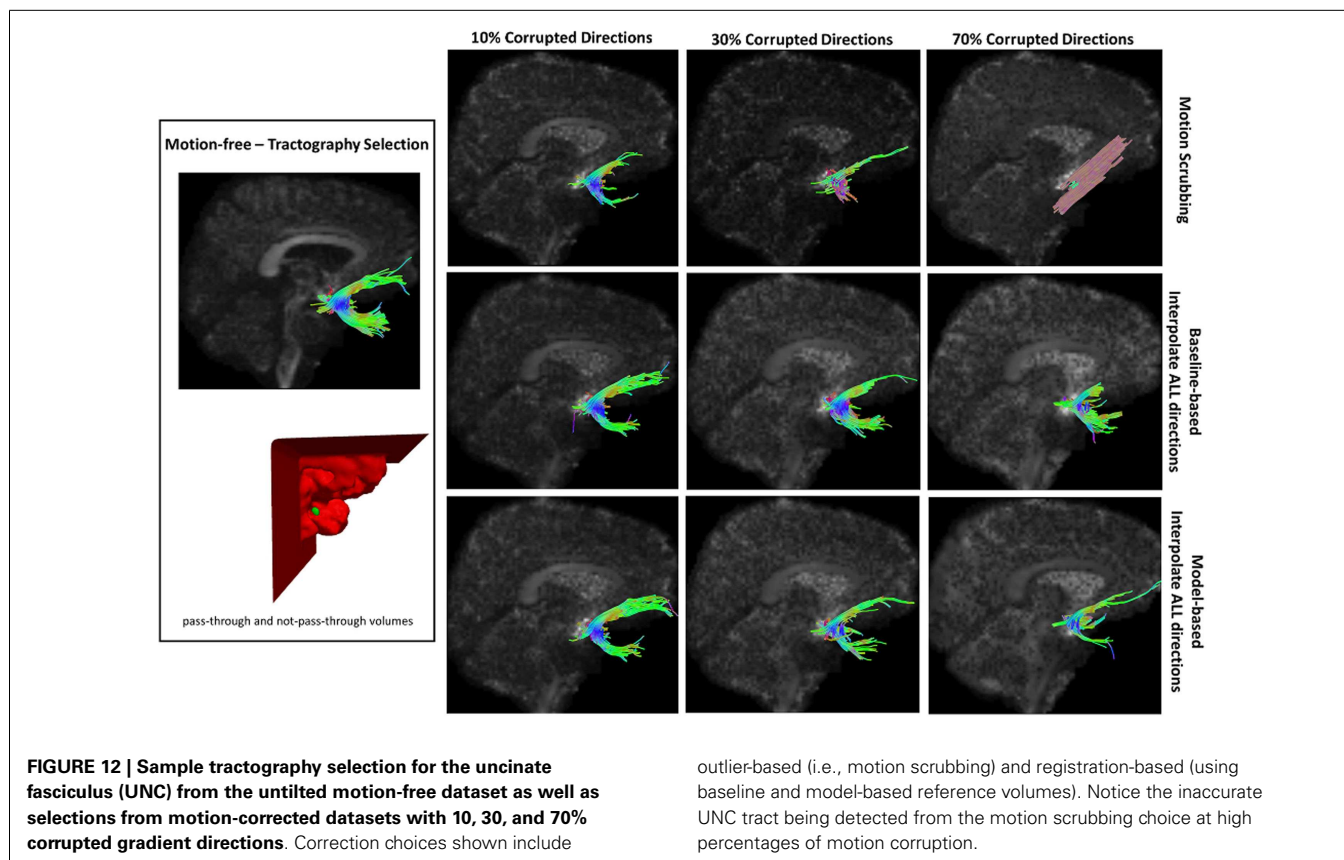 10% Corrupted Directions
30% Corrupted Directions
70% Corrupted Directions
Motion-free – Tractography Selection
pass-through and not-pass-through volumes
Motion Scrubbing
Baseline-based
Interpolate ALL directions
Model-based
Interpolate ALL directions
FIGURE 12 | Sample tractography selection for the uncinate
fasciculus (UNC) from the untilted motion-free dataset as well as
selections from motion-corrected datasets with 10, 30, and 70%
corrupted gradient directions. Correction choices shown include
outlier-based (i.e., motion scrubbing) and registration-based (using
baseline and model-based reference volumes). Notice the inaccurate
UNC tract being detected from the motion scrubbing choice at high
percentages of motion corruption.